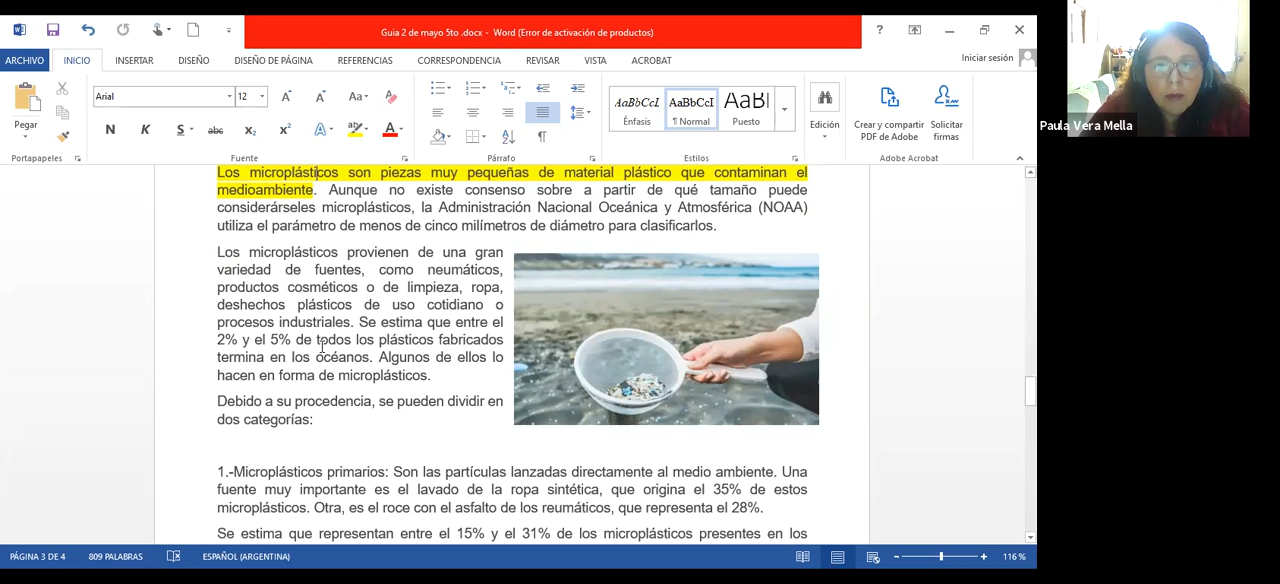 Guia 2 de mayo 5to .docx - Word (Error de activación de productos)
?
ARCHIVO INICIO INSERTAR DISEÑO DISEÑO DE PÁGINA REFERENCIAS CORRESPONDENCIA REVISAR VISTA ACROBAT
Iniciar sesión
Pegar
Portapapeles
Arial 12 A A Aa
N K S abc x₂ x² A A
Fuente
Párrafo
AaBbCcI AaBbCcI AaBbI
Énfasis ¶ Normal Puesto
Estilos
Edición
Crear y compartir Solicitar
PDF de Adobe firmas
Adobe Acrobat
Paula Vera Mella
Los microplásticos son piezas muy pequeñas de material plástico que contaminan el
medioambiente. Aunque no existe consenso sobre a partir de qué tamaño puede
considerárseles microplásticos, la Administración Nacional Oceánica y Atmosférica (NOAA)
utiliza el parámetro de menos de cinco milímetros de diámetro para clasificarlos.
Los microplásticos provienen de una gran
variedad de fuentes, como neumáticos,
productos cosméticos o de limpieza, ropa,
deshechos plásticos de uso cotidiano o
procesos industriales. Se estima que entre el
2% y el 5% de todos los plásticos fabricados
termina en los océanos. Algunos de ellos lo
hacen en forma de microplásticos.
Debido a su procedencia, se pueden dividir en
dos categorías:
1.-Microplásticos primarios: Son las partículas lanzadas directamente al medio ambiente. Una
fuente muy importante es el lavado de la ropa sintética, que origina el 35% de estos
microplásticos. Otra, es el roce con el asfalto de los reumáticos, que representa el 28%.
Se estima que representan entre el 15% y el 31% de los microplásticos presentes en los
PÁGINA 3 DE 4 809 PALABRAS ESPAÑOL (ARGENTINA) 116 %